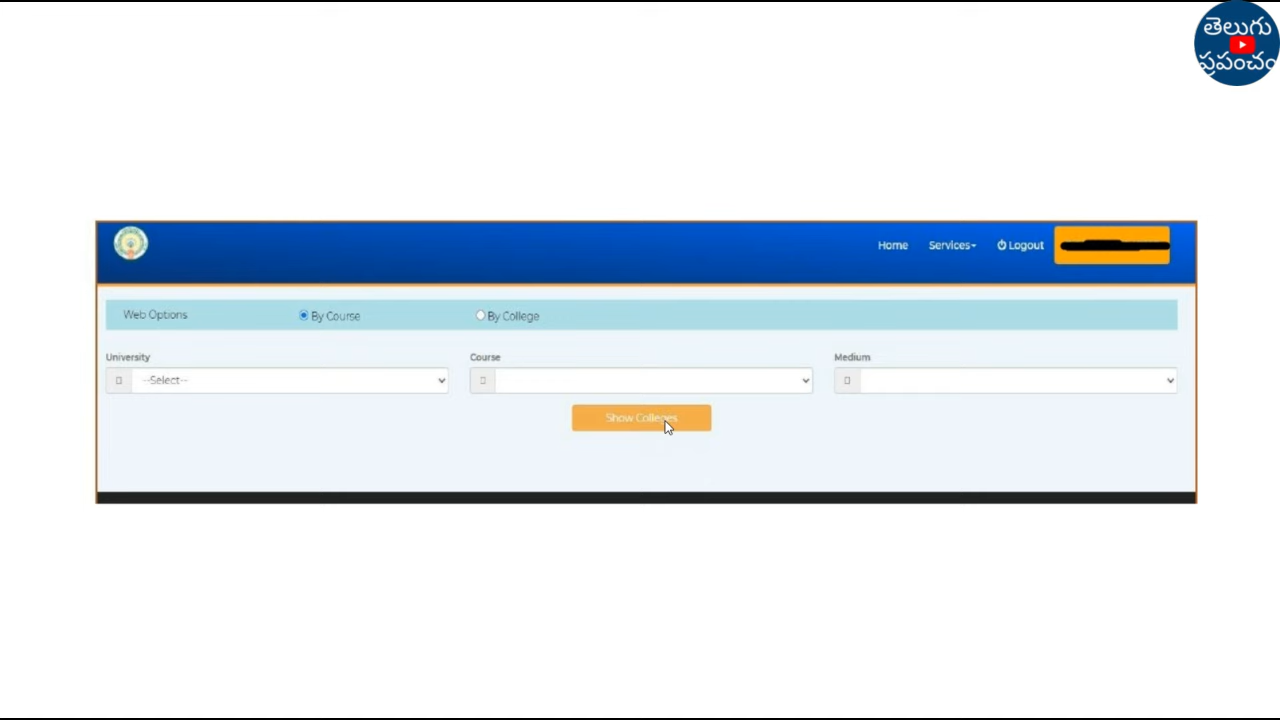 తెలుగు
ప్రపంచం
Home Services Logout
Web Options By Course By College
University Course Medium
--Select--
Show Colleges